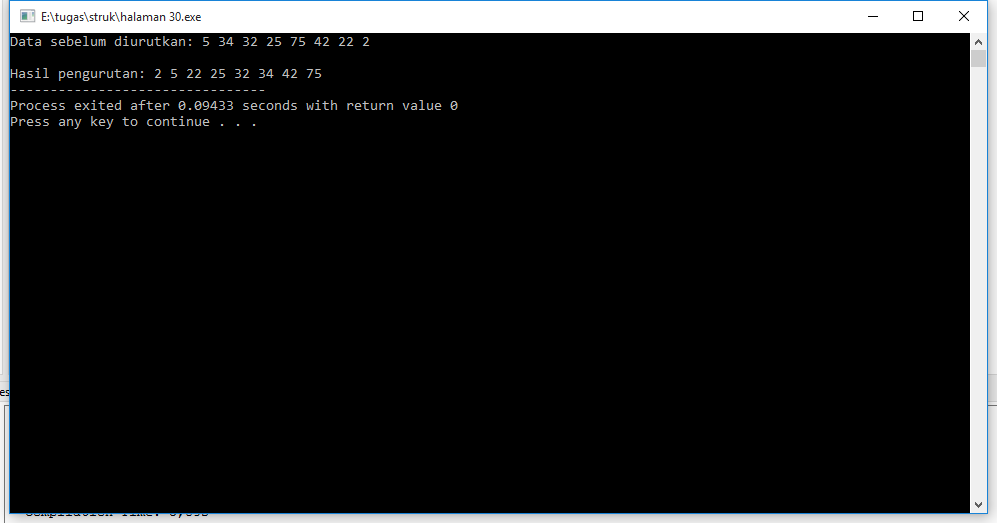 E:\tugas\struk\halaman 30.exe
Data sebelum diurutkan: 5 34 32 25 75 42 22 2
Hasil pengurutan: 2 5 22 25 32 34 42 75
--------------------------------
Process exited after 0.09433 seconds with return value 0
Press any key to continue . . .
es